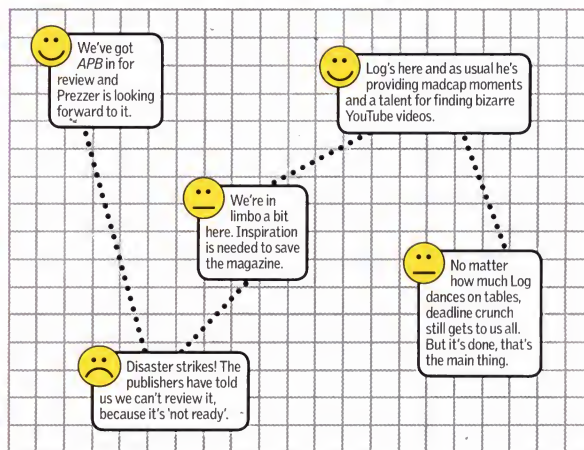 We've got
APB in for
review and
Prezzer is looking
forward to it.
Disaster strikes! The
publishers have told
us we can't review it,
because it's 'not ready'.
We're in
limbo a bit
here. Inspiration
is needed to save
the magazine.
Log's here and as usual he's
providing madcap moments
and a talent for finding bizarre
YouTube videos.
No matter
how much Log
dances on tables,
deadline crunch
still gets to us all.
But it's done, that's
the main thing.